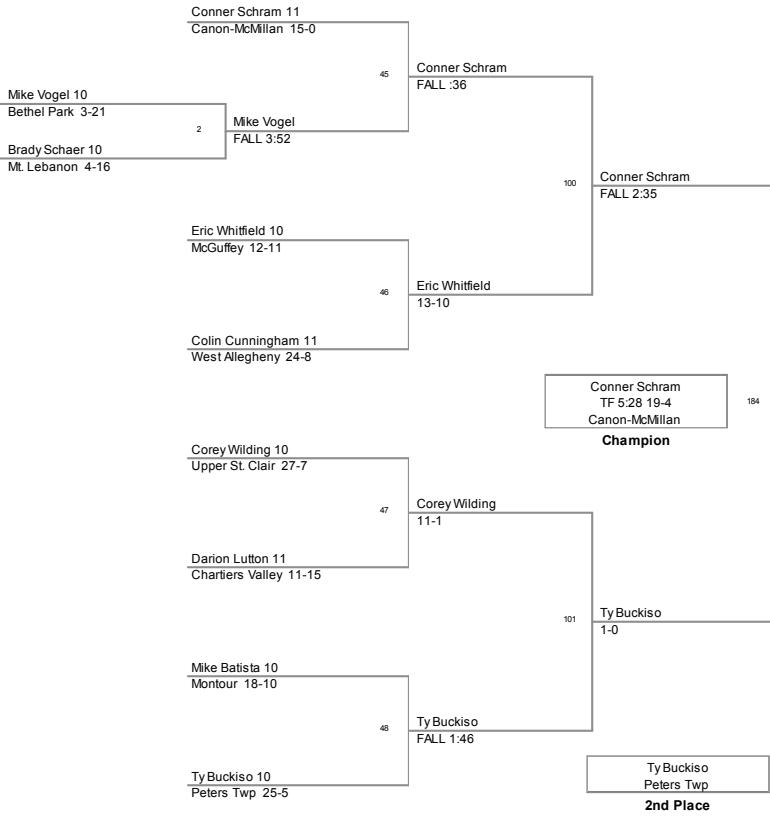 Conner Schram 11
Canon-McMillan 15-0
45
Conner Schram
FALL :36
Mike Vogel 10
Bethel Park 3-21
2
Mike Vogel
FALL 3:52
Brady Schaer 10
Mt. Lebanon 4-16
100
Conner Schram
FALL 2:35
Eric Whitfield 10
McGuffey 12-11
46
Eric Whitfield
13-10
Colin Cunningham 11
West Allegheny 24-8
Conner Schram
TF 5:28 19-4
Canon-McMillan
184
Champion
Corey Wilding 10
Upper St. Clair 27-7
47
Corey Wilding
11-1
Darion Lutton 11
Chartiers Valley 11-15
101
Ty Buckiso
1-0
Mike Batista 10
Montour 18-10
48
Ty Buckiso
FALL 1:46
Ty Buckiso 10
Peters Twp 25-5
Ty Buckiso
Peters Twp
2nd Place